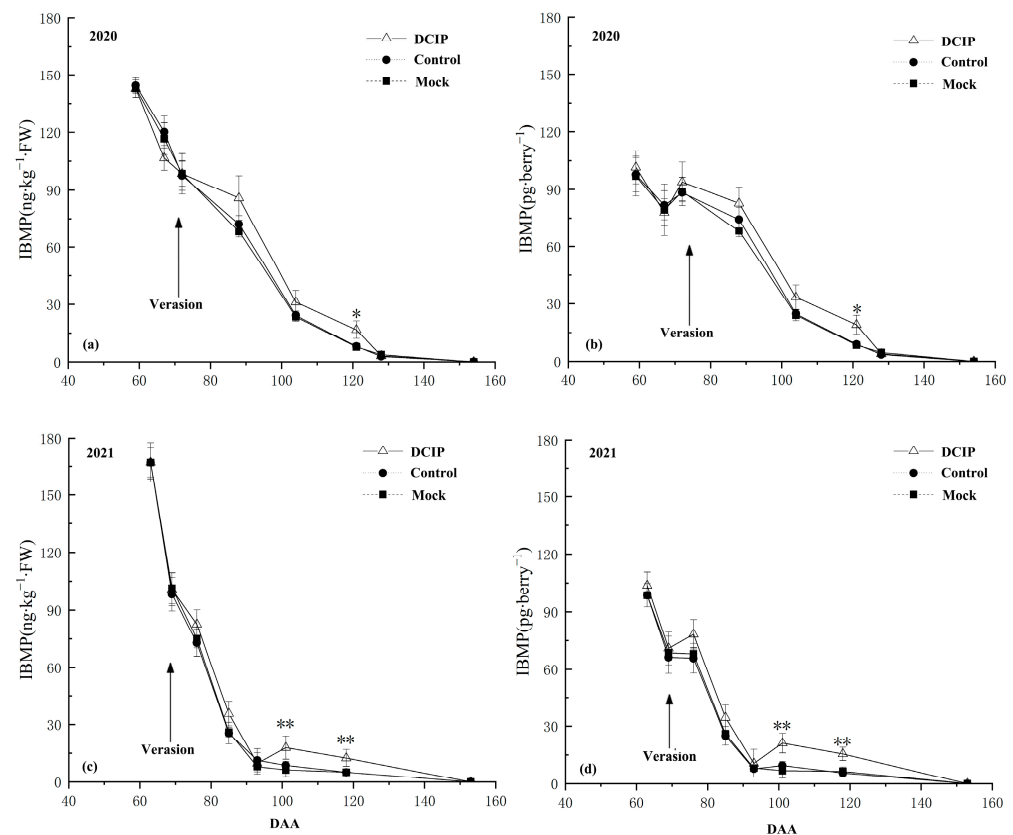 180
150
120
90
60
30
0
IBMP(ng·kg⁻¹·FW)
2020
DCIP
Control
Mock
*
Verasion
(a)
40 60 80 100 120 140 160
180
150
120
90
60
30
0
IBMP(pg·berry⁻¹)
2020
DCIP
Control
Mock
*
Verasion
(b)
40 60 80 100 120 140 160
180
150
120
90
60
30
0
IBMP(ng·kg⁻¹·FW)
2021
DCIP
Control
Mock
** **
Verasion
(c)
40 60 80 100 120 140 160
DAA
180
150
120
90
60
30
0
IBMP(pg·berry⁻¹)
2021
DCIP
Control
Mock
** **
Verasion
(d)
40 60 80 100 120 140 160
DAA